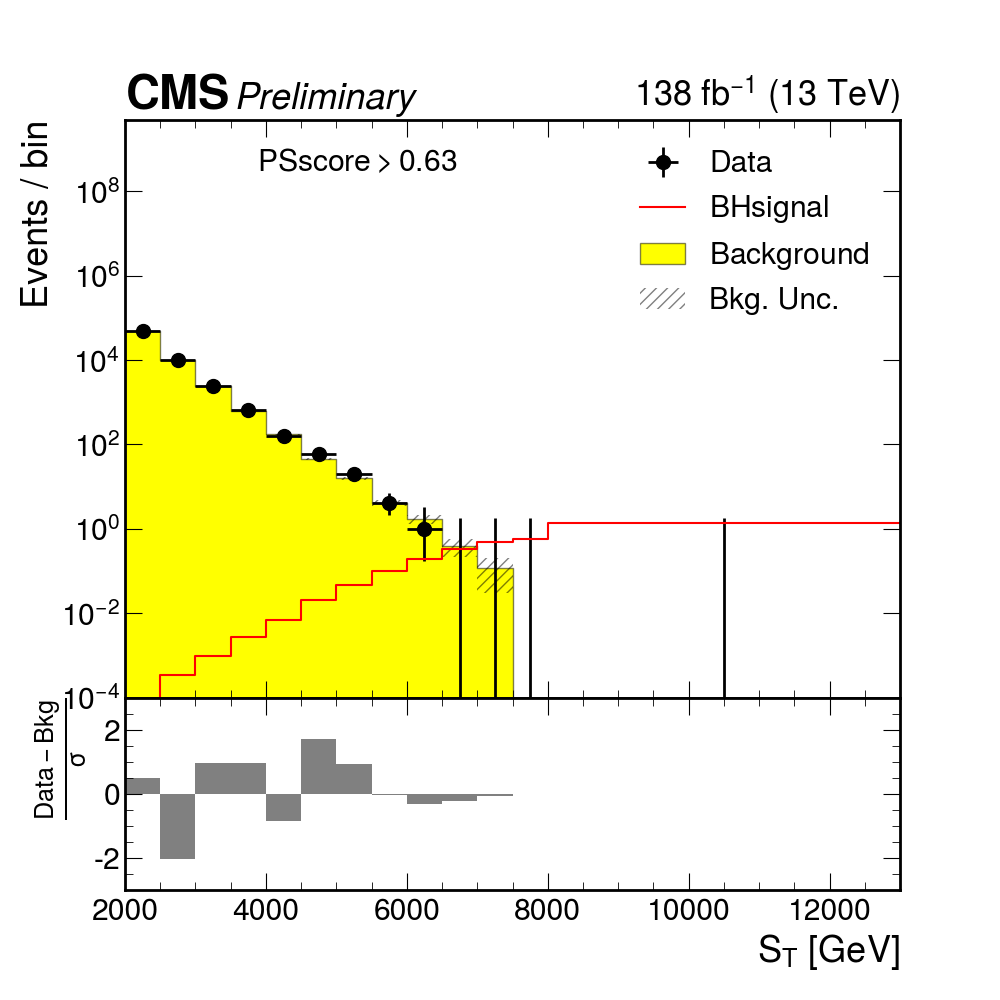 CMS Preliminary
138 fb⁻¹ (13 TeV)
Events / bin
PSscore > 0.63
Data
BHsignal
Background
Bkg. Unc.
10⁸
10⁶
10⁴
10²
10⁰
10⁻²
10⁻⁴
Data – Bkg
σ
2
0
-2
2000 4000 6000 8000 10000 12000
S_T [GeV]